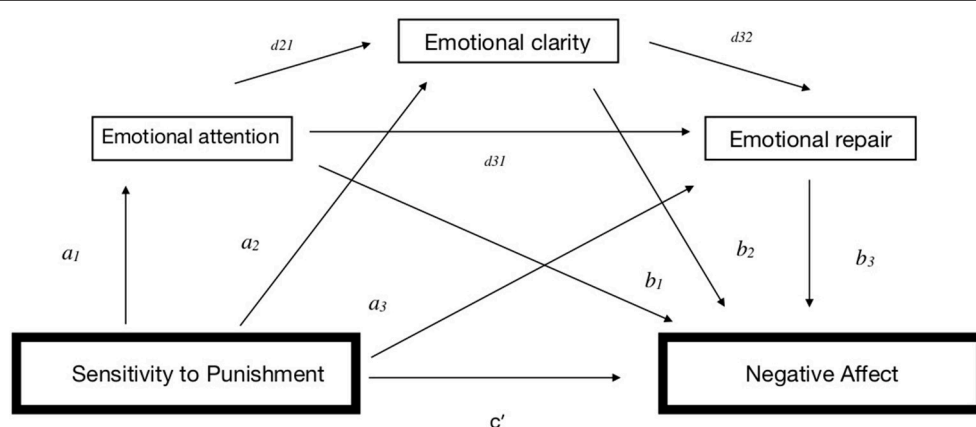 d21
Emotional clarity
d32
Emotional attention
Emotional repair
d31
a1
a2
a3
b1
b2
b3
Sensitivity to Punishment
Negative Affect
c′